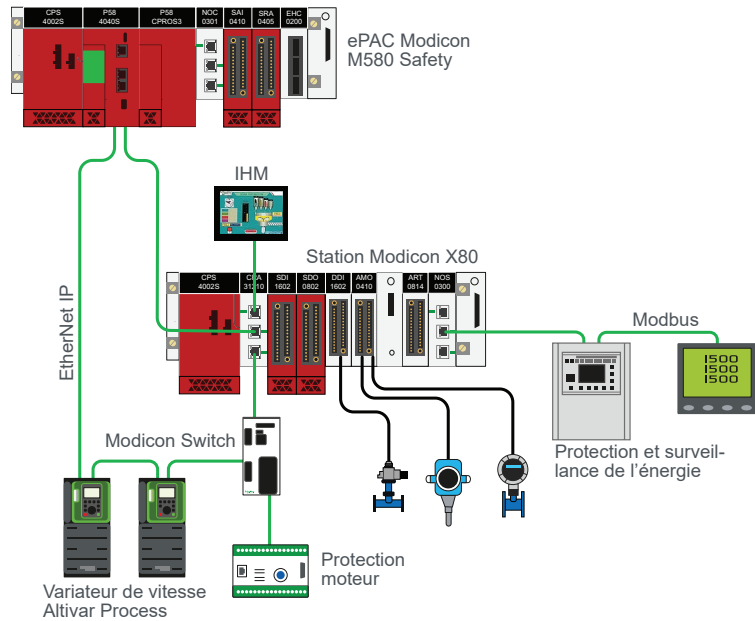 CPS
4002S
P58
4040S
P58
CPROS3
NOC
0301
SAI
0410
SRA
0405
EHC
0200
ePAC Modicon
M580 Safety
IHM
Station Modicon X80
CPS
4002S
CRA
31210
SDI
1602
SDO
0802
DDI
1602
AMO
0410
ART
0814
NOS
0300
EtherNet IP
Modbus
1500
1500
1500
Modicon Switch
Protection et surveil-
lance de l'énergie
Protection
moteur
Variateur de vitesse
Altivar Process